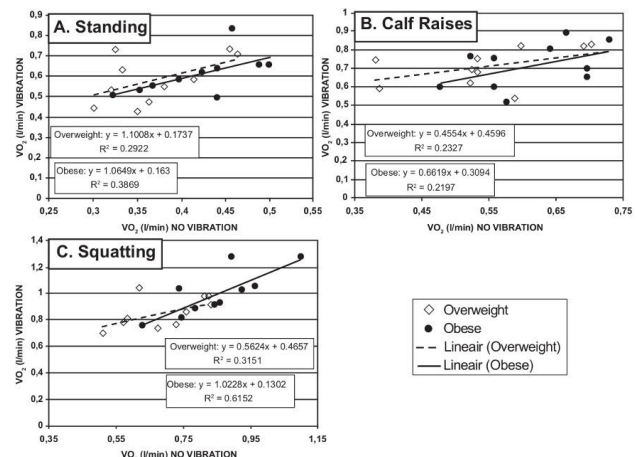 A. Standing
VO2 (l/min) VIBRATION
0,9
0,8
0,7
0,6
0,5
0,4
0,3
0,2
0,1
0
Overweight: y = 1.1008x + 0.1737
R² = 0.2922
Obese: y = 1.0649x + 0.163
R² = 0.3869
0,25 0,3 0,35 0,4 0,45 0,5 0,55
VO2 (l/min) NO VIBRATION
B. Calf Raises
VO2 (l/min) VIBRATION
1
0,9
0,8
0,7
0,6
0,5
0,4
0,3
0,2
0,1
0
Overweight: y = 0.4554x + 0.4596
R² = 0.2327
Obese: y = 0.6619x + 0.3094
R² = 0.2197
0,35 0,45 0,55 0,65 0,75
VO2 (l/min) NO VIBRATION
C. Squatting
VO2 (l/min) VIBRATION
1,4
1,2
1
0,8
0,6
0,4
0,2
0
Overweight: y = 0.5624x + 0.4657
R² = 0.3151
Obese: y = 1.0228x + 0.1302
R² = 0.6152
0,35 0,55 0,75 0,95 1,15
VO2 (l/min) NO VIBRATION
Overweight
Obese
Lineair (Overweight)
Lineair (Obese)